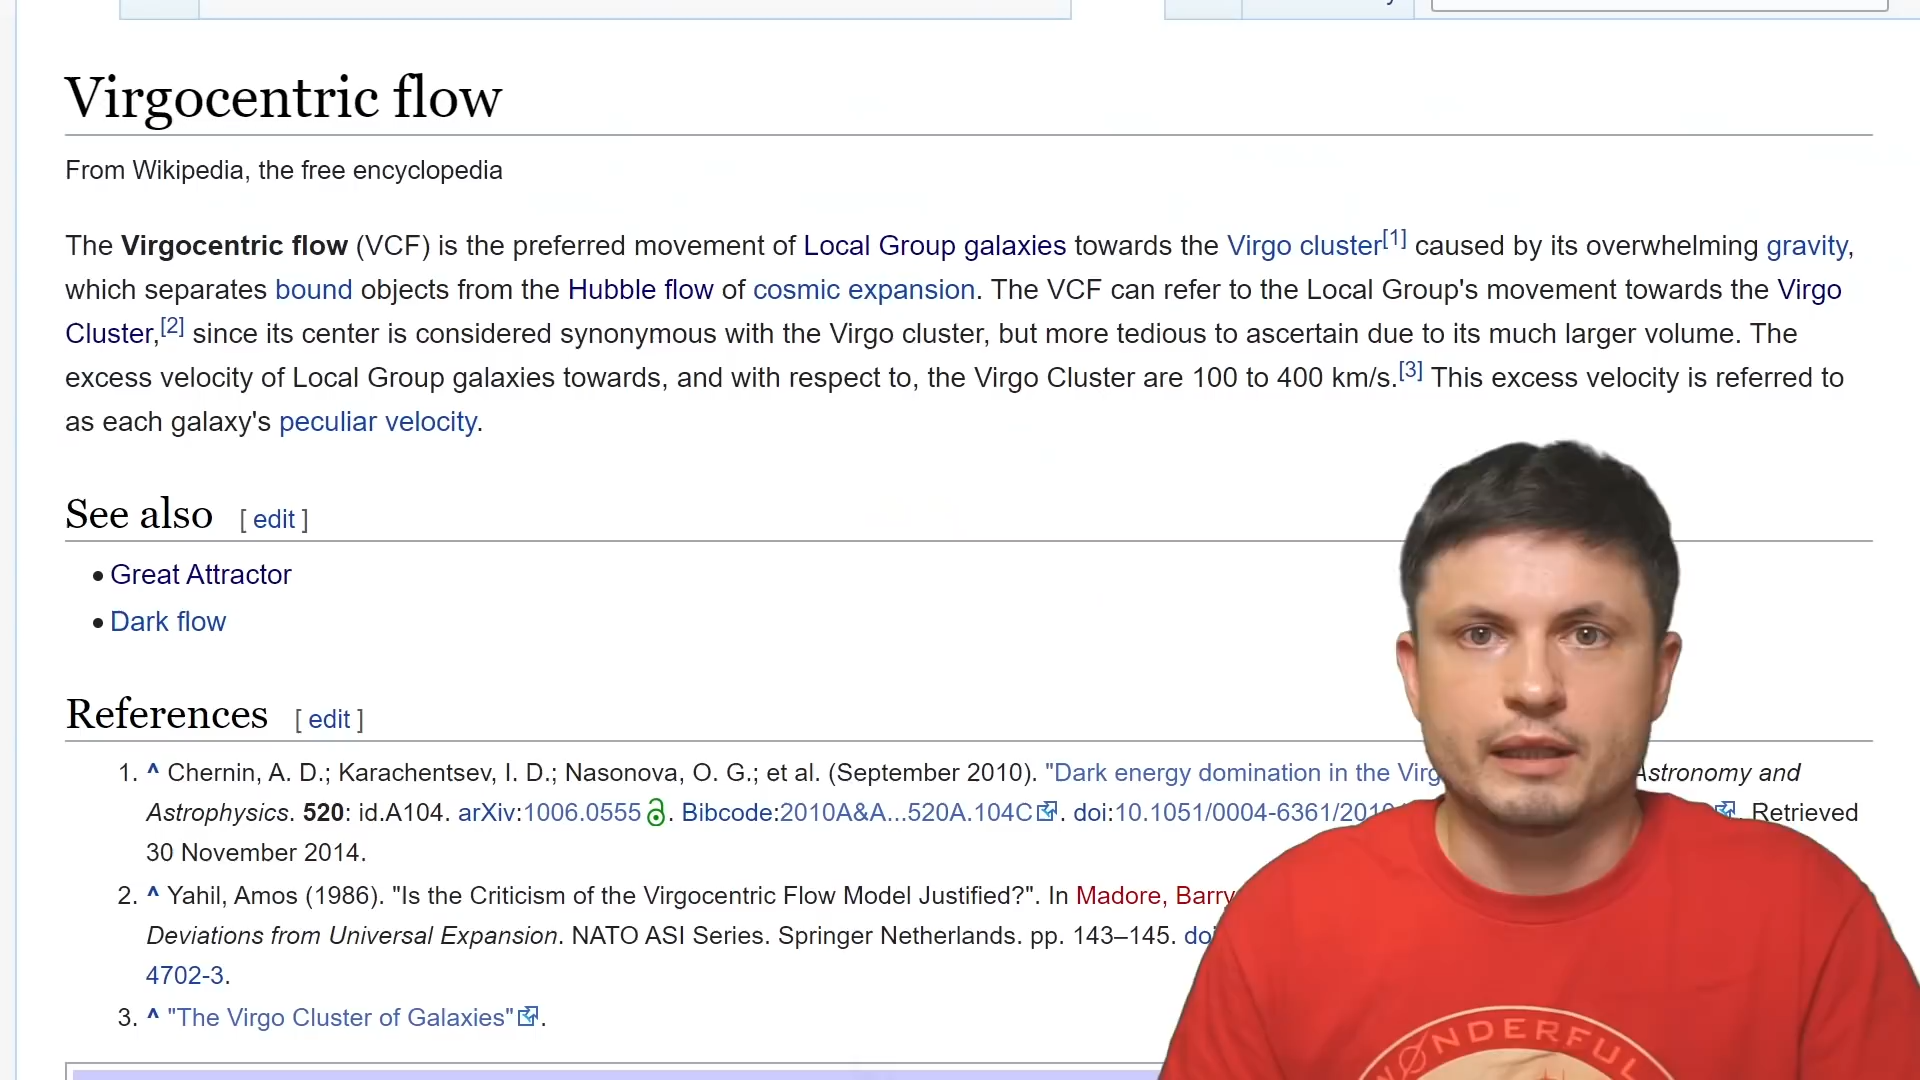 Virgocentric flow
From Wikipedia, the free encyclopedia
The Virgocentric flow (VCF) is the preferred movement of Local Group galaxies towards the Virgo cluster[1] caused by its overwhelming gravity,
which separates bound objects from the Hubble flow of cosmic expansion. The VCF can refer to the Local Group's movement towards the Virgo
Cluster,[2] since its center is considered synonymous with the Virgo cluster, but more tedious to ascertain due to its much larger volume. The
excess velocity of Local Group galaxies towards, and with respect to, the Virgo Cluster are 100 to 400 km/s.[3] This excess velocity is referred to
as each galaxy's peculiar velocity.
See also [ edit ]
• Great Attractor
• Dark flow
References [ edit ]
1. ^ Chernin, A. D.; Karachentsev, I. D.; Nasonova, O. G.; et al. (September 2010). "Dark energy domination in the Virg Astronomy and
Astrophysics. 520: id.A104. arXiv:1006.0555. Bibcode:2010A&A...520A.104C. doi:10.1051/0004-6361/2010 . Retrieved
30 November 2014.
2. ^ Yahil, Amos (1986). "Is the Criticism of the Virgocentric Flow Model Justified?". In Madore, Barry
Deviations from Universal Expansion. NATO ASI Series. Springer Netherlands. pp. 143–145. doi
4702-3.
3. ^ "The Virgo Cluster of Galaxies".
WONDERFUL